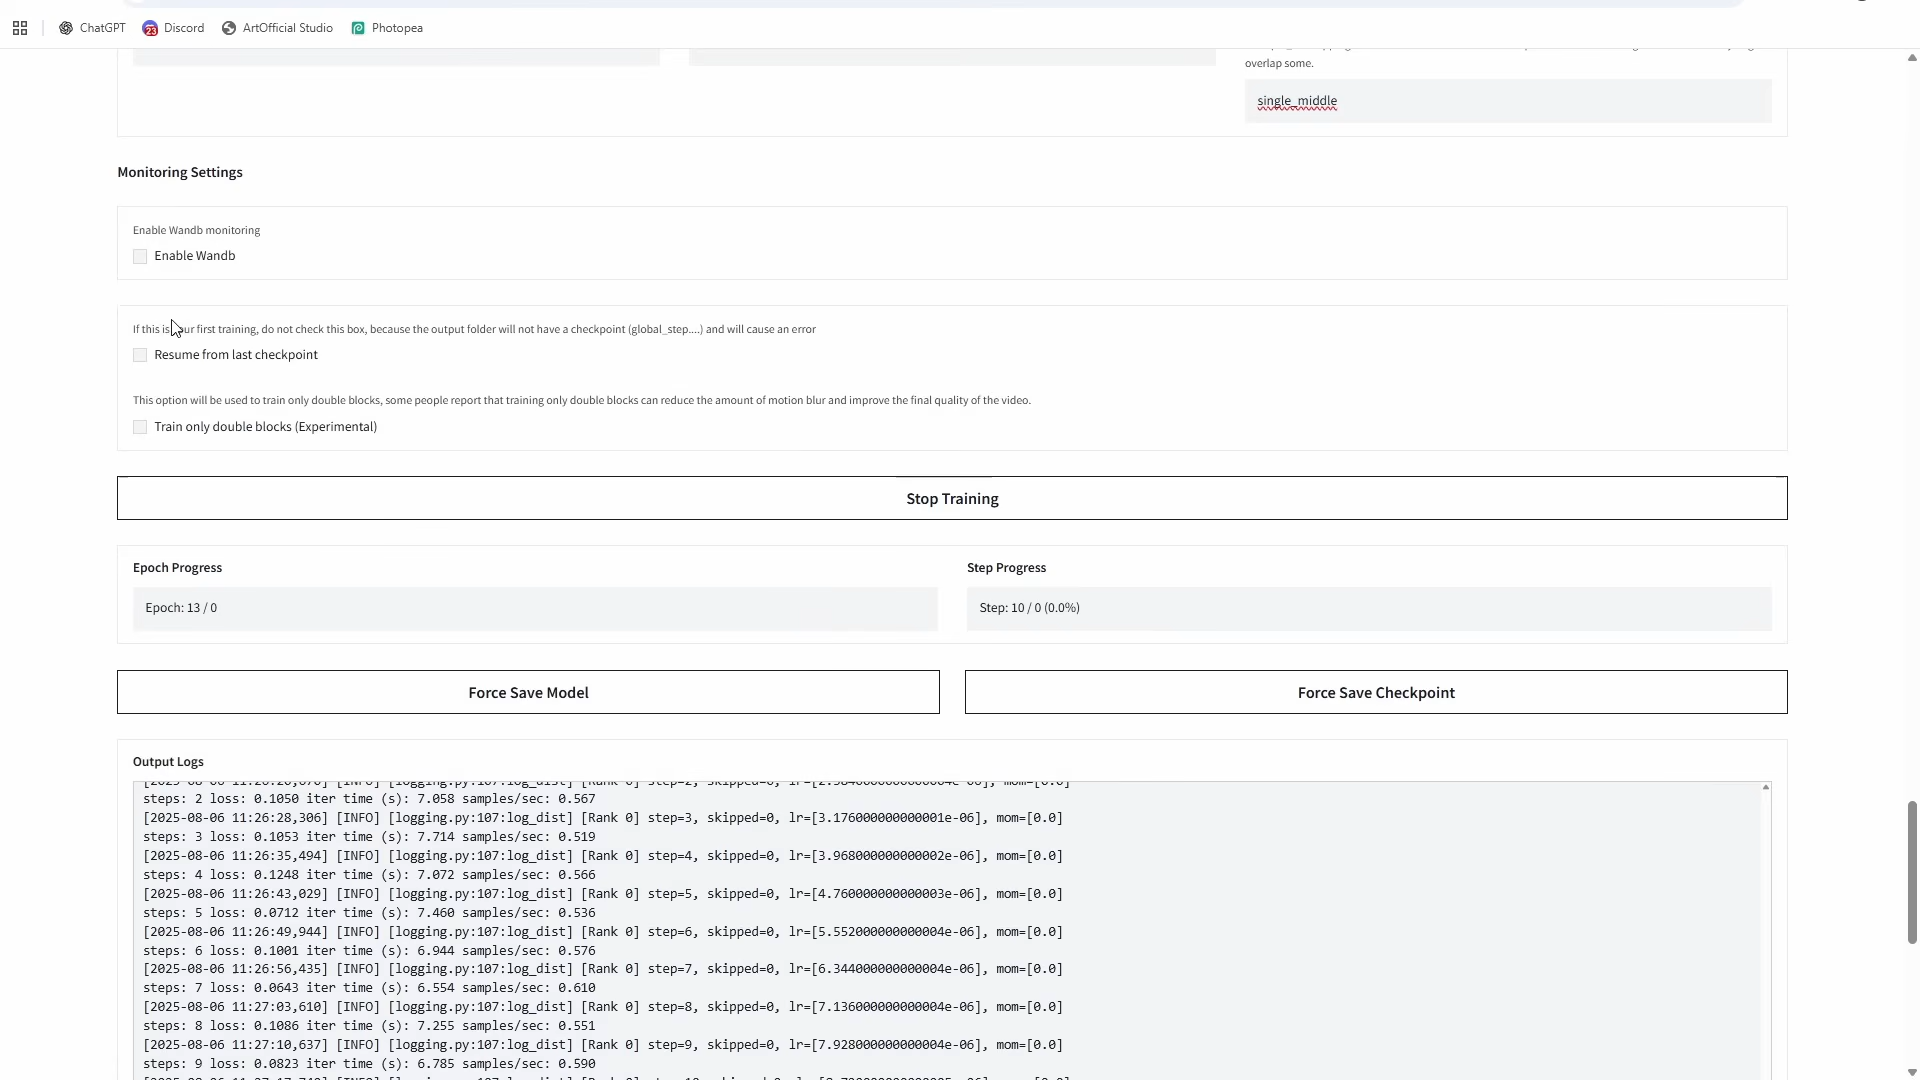 ChatGPT
Discord
ArtOfficial Studio
Photopea
overlap some.
single_middle
Monitoring Settings
Enable Wandb monitoring
Enable Wandb
If this is your first training, do not check this box, because the output folder will not have a checkpoint (global_step....) and will cause an error
Resume from last checkpoint
This option will be used to train only double blocks, some people report that training only double blocks can reduce the amount of motion blur and improve the final quality of the video.
Train only double blocks (Experimental)
Stop Training
Epoch Progress
Step Progress
Epoch: 13 / 0
Step: 10 / 0 (0.0%)
Force Save Model
Force Save Checkpoint
Output Logs
steps: 2 loss: 0.1050 iter time (s): 7.058 samples/sec: 0.567
[2025-08-06 11:26:28,306] [INFO] [logging.py:107:log_dist] [Rank 0] step=3, skipped=0, lr=[3.176000000000001e-06], mom=[0.0]
steps: 3 loss: 0.1053 iter time (s): 7.714 samples/sec: 0.519
[2025-08-06 11:26:35,494] [INFO] [logging.py:107:log_dist] [Rank 0] step=4, skipped=0, lr=[3.968000000000002e-06], mom=[0.0]
steps: 4 loss: 0.1248 iter time (s): 7.072 samples/sec: 0.566
[2025-08-06 11:26:43,029] [INFO] [logging.py:107:log_dist] [Rank 0] step=5, skipped=0, lr=[4.760000000000003e-06], mom=[0.0]
steps: 5 loss: 0.0712 iter time (s): 7.460 samples/sec: 0.536
[2025-08-06 11:26:49,944] [INFO] [logging.py:107:log_dist] [Rank 0] step=6, skipped=0, lr=[5.552000000000004e-06], mom=[0.0]
steps: 6 loss: 0.1001 iter time (s): 6.944 samples/sec: 0.576
[2025-08-06 11:26:56,435] [INFO] [logging.py:107:log_dist] [Rank 0] step=7, skipped=0, lr=[6.344000000000004e-06], mom=[0.0]
steps: 7 loss: 0.0643 iter time (s): 6.554 samples/sec: 0.610
[2025-08-06 11:27:03,610] [INFO] [logging.py:107:log_dist] [Rank 0] step=8, skipped=0, lr=[7.136000000000004e-06], mom=[0.0]
steps: 8 loss: 0.1086 iter time (s): 7.255 samples/sec: 0.551
[2025-08-06 11:27:10,637] [INFO] [logging.py:107:log_dist] [Rank 0] step=9, skipped=0, lr=[7.928000000000004e-06], mom=[0.0]
steps: 9 loss: 0.0823 iter time (s): 6.785 samples/sec: 0.590